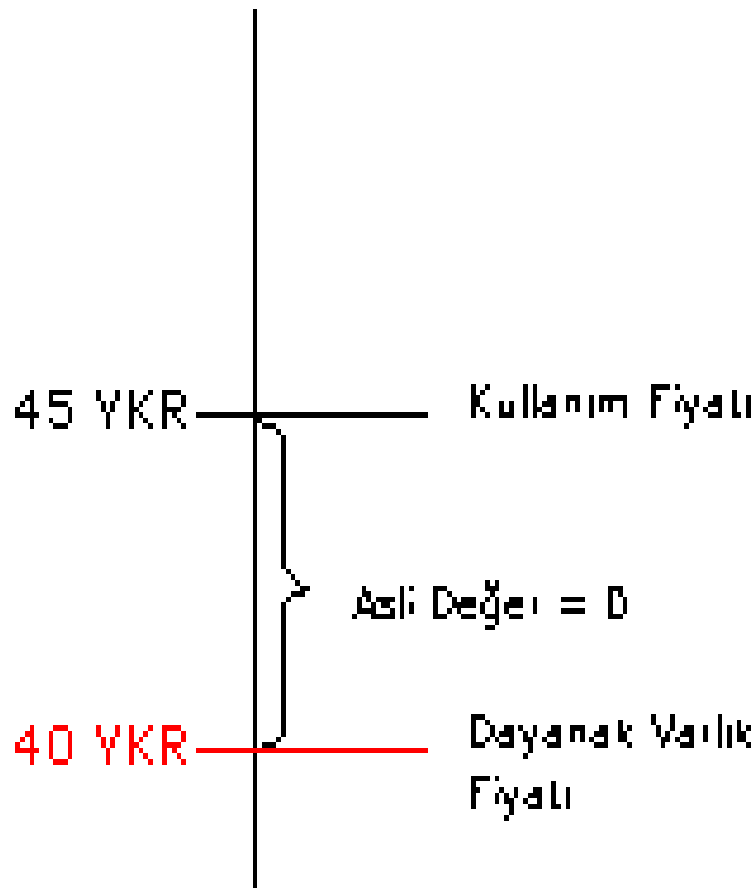 45 YKR
Kullanım Fiyatı
Asli Değer = 0
40 YKR
Dayanak Varlık
Fiyatı